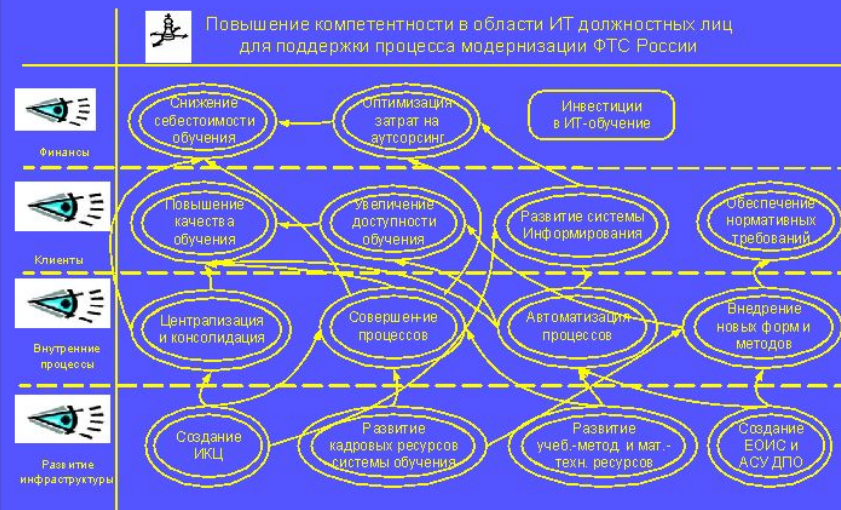 Повышение компетентности в области ИТ должностных лиц
для поддержки процесса модернизации ФТС России
Финансы
Снижение
себестоимости
обучения
Оптимизация
затрат на
аутсорсинг
Инвестиции
в ИТ-обучение
Клиенты
Повышение
качества
обучения
Увеличение
доступности
обучения
Развитие системы
Информирования
Обеспечение
нормативных
требований
Внутренние
процессы
Централизация
и консолидация
Совершен-ние
процессов
Автоматизация
процессов
Внедрение
новых форм и
методов
Развитие
инфраструктуры
Создание
ИКЦ
Развитие
кадровых ресурсов
системы обучения
Развитие
учеб.-метод. и мат.-
техн. ресурсов
Создание
ЕОИС и
АСУ ДПО